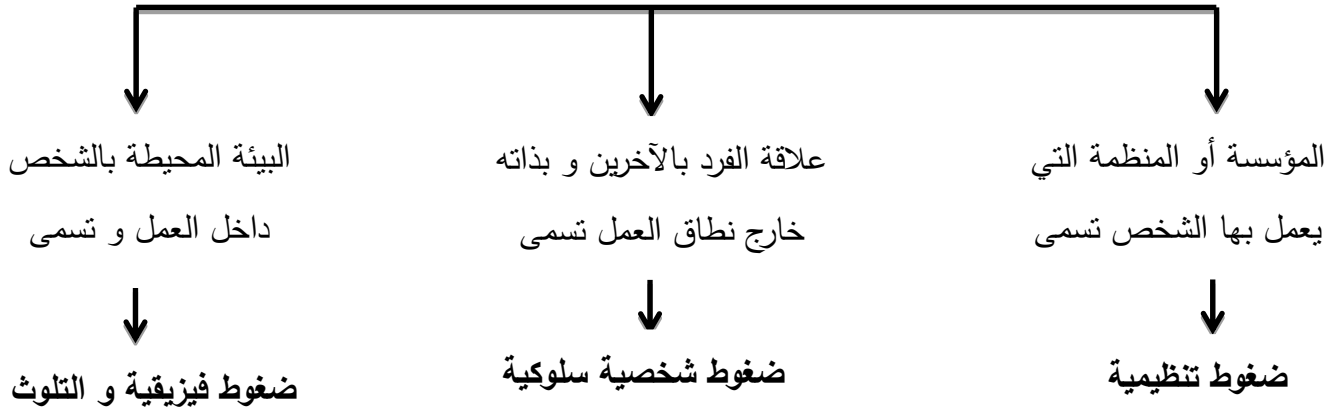 المؤسسة أو المنظمة التي
يعمل بها الشخص تسمى
ضغوط تنظيمية
علاقة الفرد بالآخرين و بذاته
خارج نطاق العمل تسمى
ضغوط شخصية سلوكية
البيئة المحيطة بالشخص
داخل العمل و تسمى
ضغوط فيزيقية و التلوث